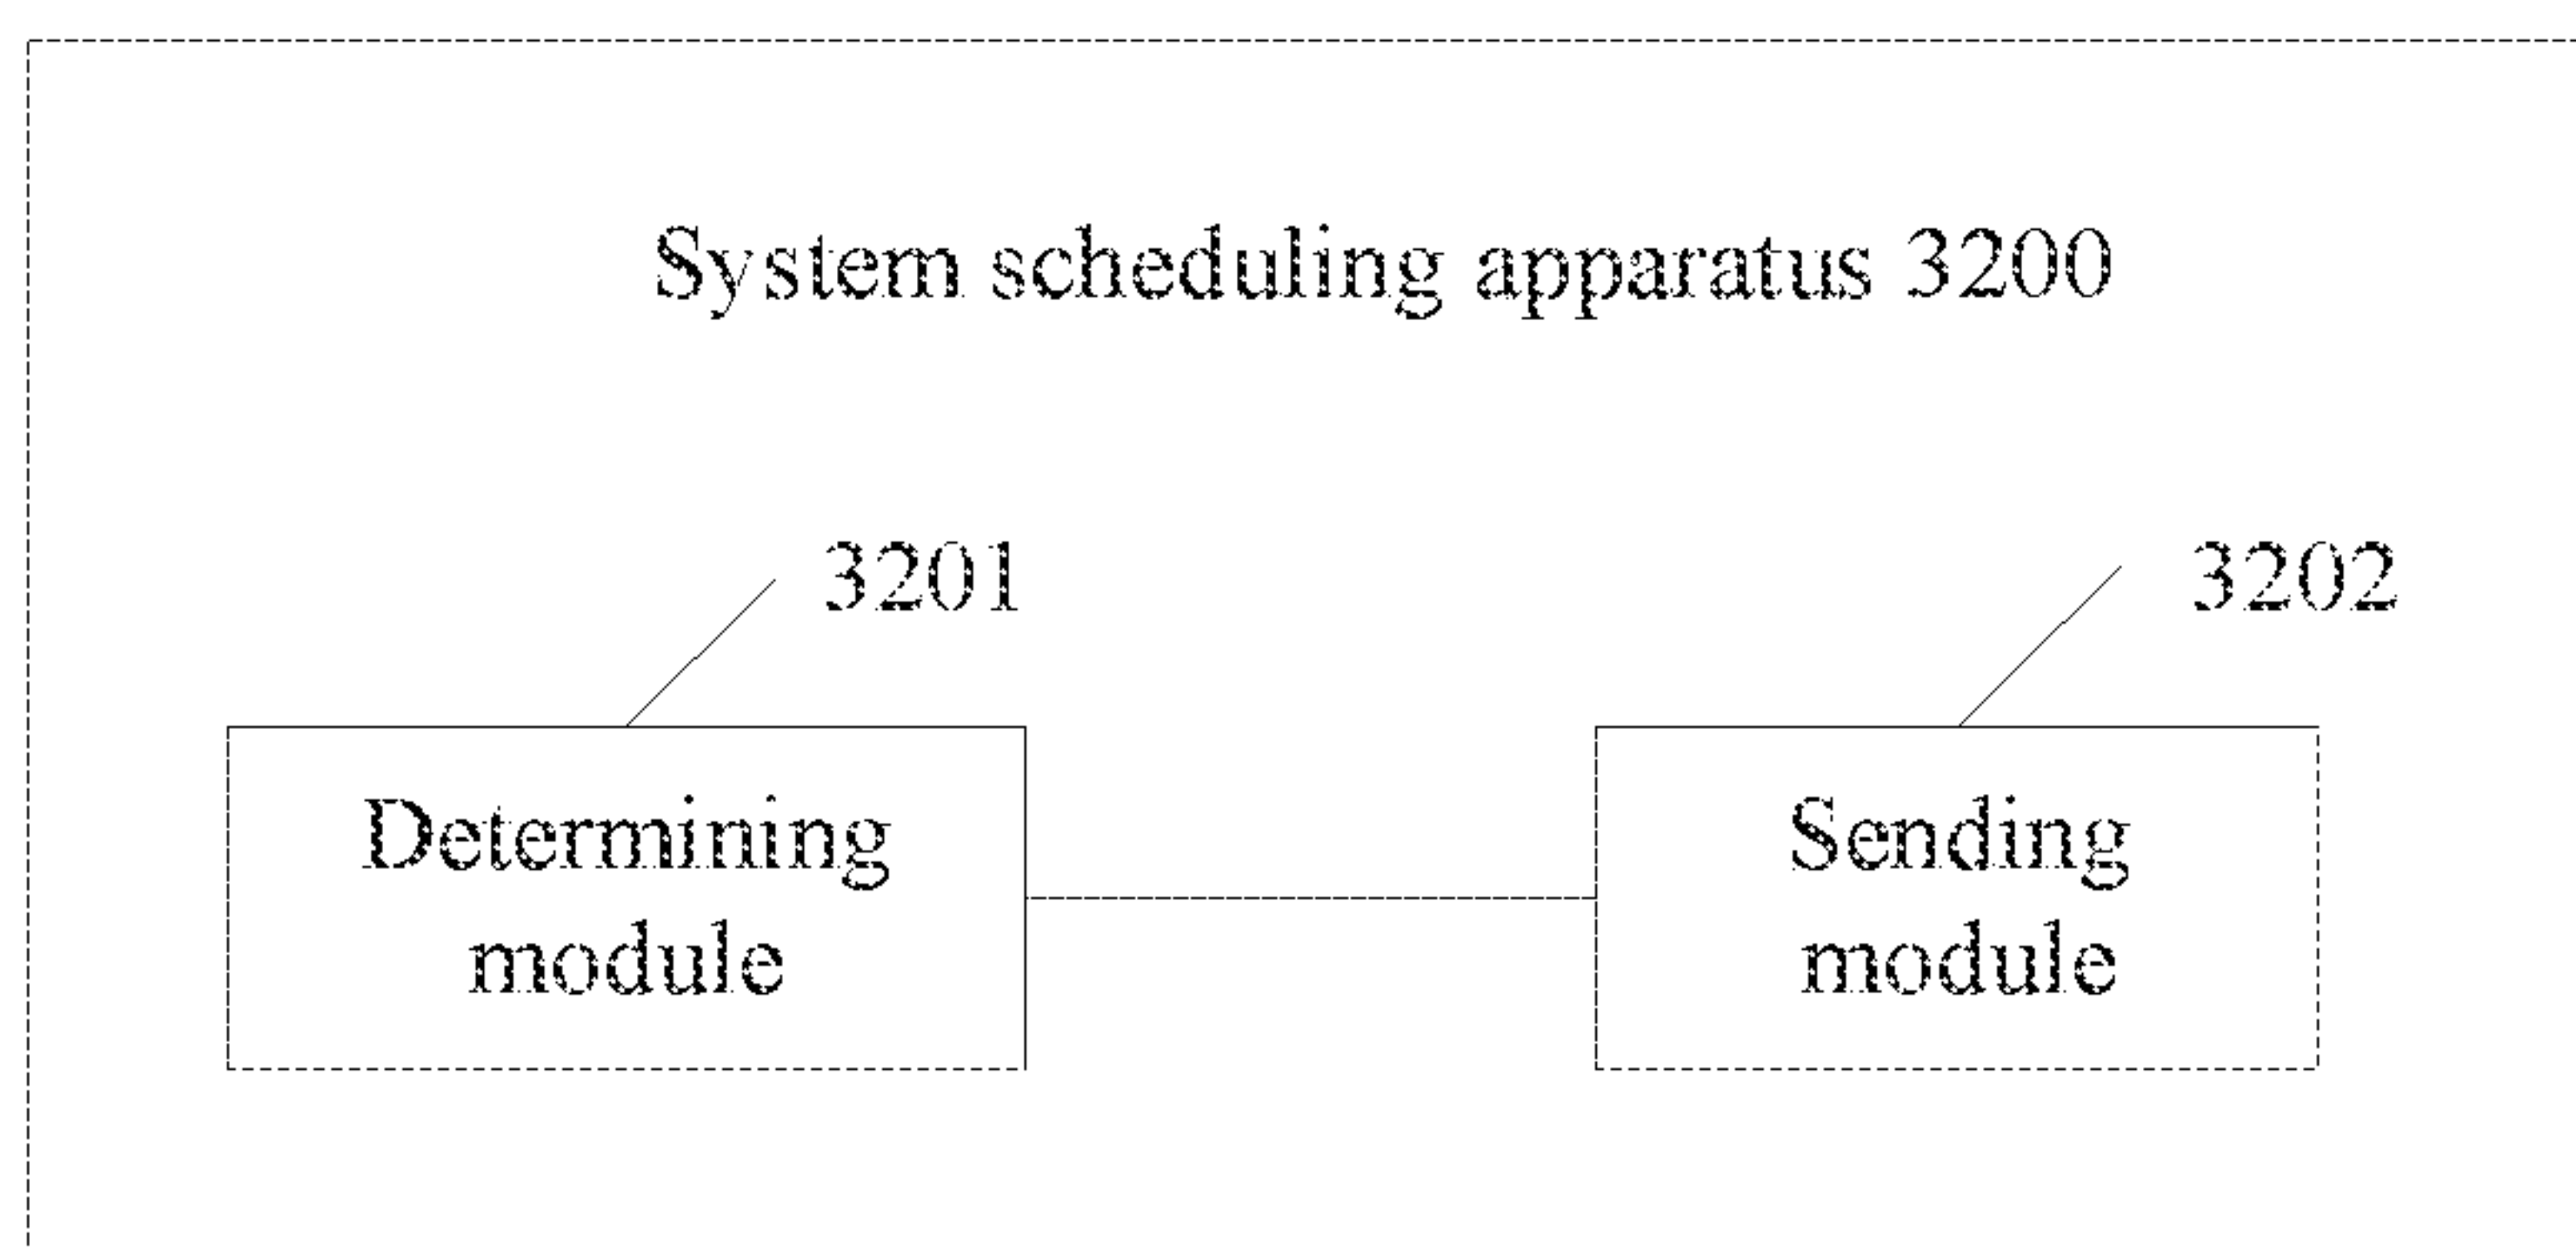 System scheduling apparatus 3200
3201
3202
Determining
module
Sending
module